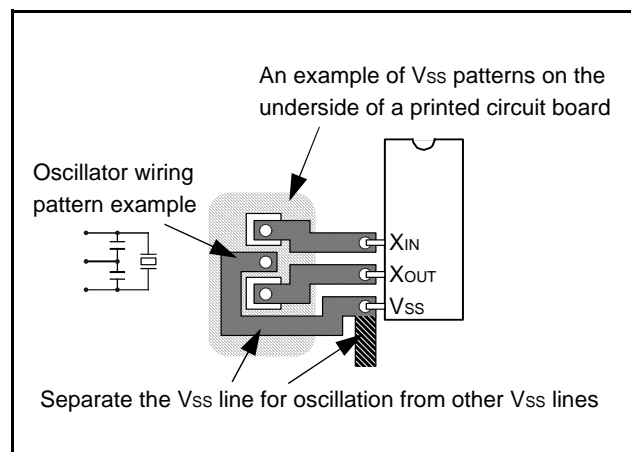 An example of Vss patterns on the
underside of a printed circuit board
Oscillator wiring
pattern example
XIN
XOUT
Vss
Separate the Vss line for oscillation from other Vss lines